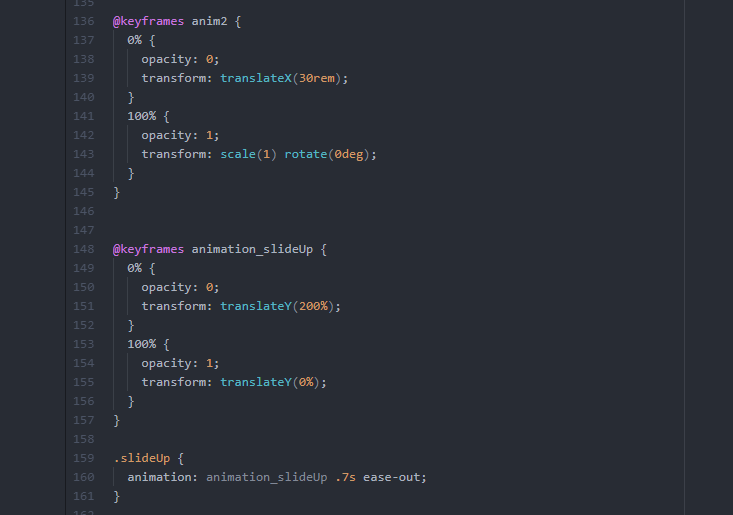 135
136 @keyframes anim2 {
137 0% {
138 opacity: 0;
139 transform: translateX(30rem);
140 }
141 100% {
142 opacity: 1;
143 transform: scale(1) rotate(0deg);
144 }
145 }
146
147
148 @keyframes animation_slideUp {
149 0% {
150 opacity: 0;
151 transform: translateY(200%);
152 }
153 100% {
154 opacity: 1;
155 transform: translateY(0%);
156 }
157 }
158
159 .slideUp {
160 animation: animation_slideUp .7s ease-out;
161 }
162